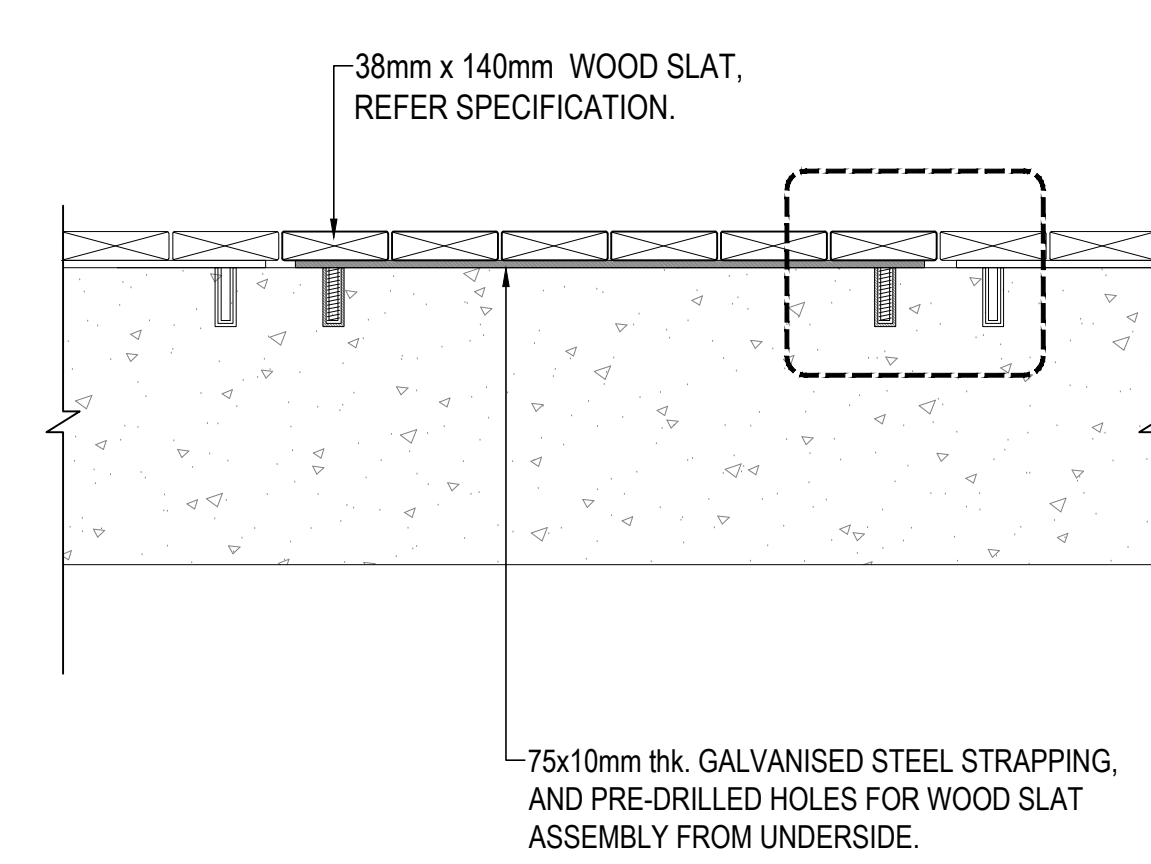 38mm x 140mm WOOD SLAT,
REFER SPECIFICATION.
75x10mm thk. GALVANISED STEEL STRAPPING,
AND PRE-DRILLED HOLES FOR WOOD SLAT
ASSEMBLY FROM UNDERSIDE.